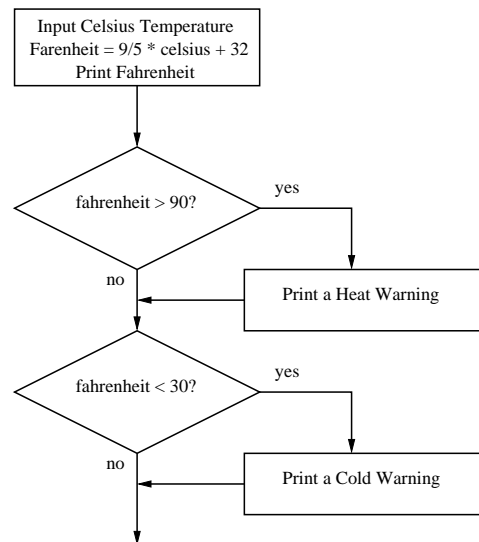 Input Celsius Temperature
Farenheit = 9/5 * celsius + 32
Print Fahrenheit
fahrenheit > 90?
yes
no
Print a Heat Warning
fahrenheit < 30?
yes
no
Print a Cold Warning